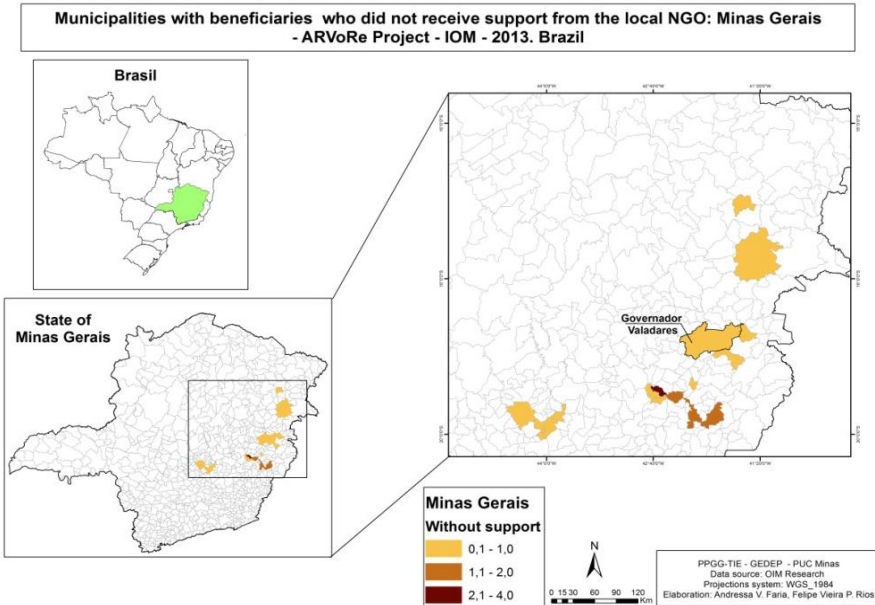 Municipalities with beneficiaries who did not receive support from the local NGO: Minas Gerais
- ARVoRe Project - IOM - 2013. Brazil
Brasil
State of
Minas Gerais
Governador
Valadares
Minas Gerais
Without support
0,1 - 1,0
1,1 - 2,0
2,1 - 4,0
N
0 15 30 60 90 120
Km
PPGG-TIE - GEDEP - PUC Minas
Data source: OIM Research
Projections system: WGS_1984
Elaboration: Andressa V. Faria, Felipe Vieira P. Rios